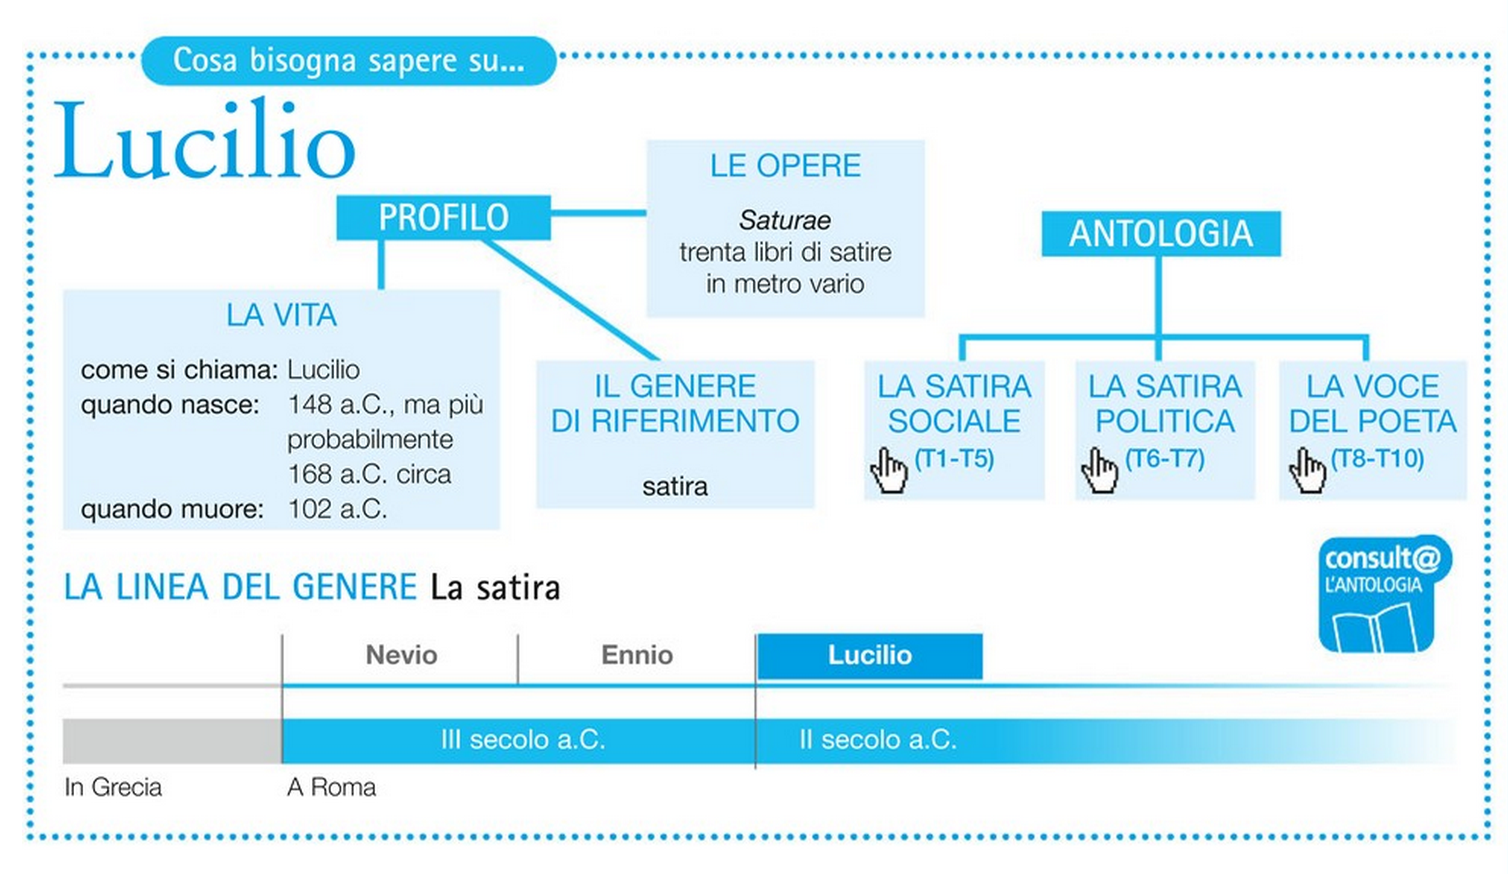 Cosa bisogna sapere su...
Lucilio
PROFILO
LE OPERE
Saturae
trenta libri di satire
in metro vario
LA VITA
come si chiama: Lucilio
quando nasce: 148 a.C., ma più
probabilmente
168 a.C. circa
quando muore: 102 a.C.
IL GENERE
DI RIFERIMENTO
satira
ANTOLOGIA
LA SATIRA
SOCIALE
(T1-T5)
LA SATIRA
POLITICA
(T6-T7)
LA VOCE
DEL POETA
(T8-T10)
consult@
L'ANTOLOGIA
LA LINEA DEL GENERE La satira
Nevio Ennio Lucilio
III secolo a.C. II secolo a.C.
In Grecia A Roma